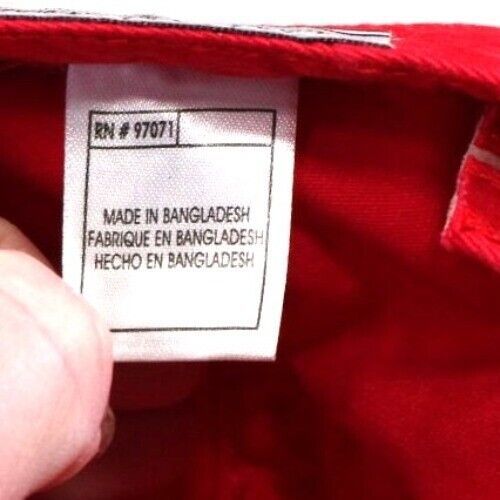 RN # 97071
MADE IN BANGLADESH
FABRIQUE EN BANGLADESH
HECHO EN BANGLADESH